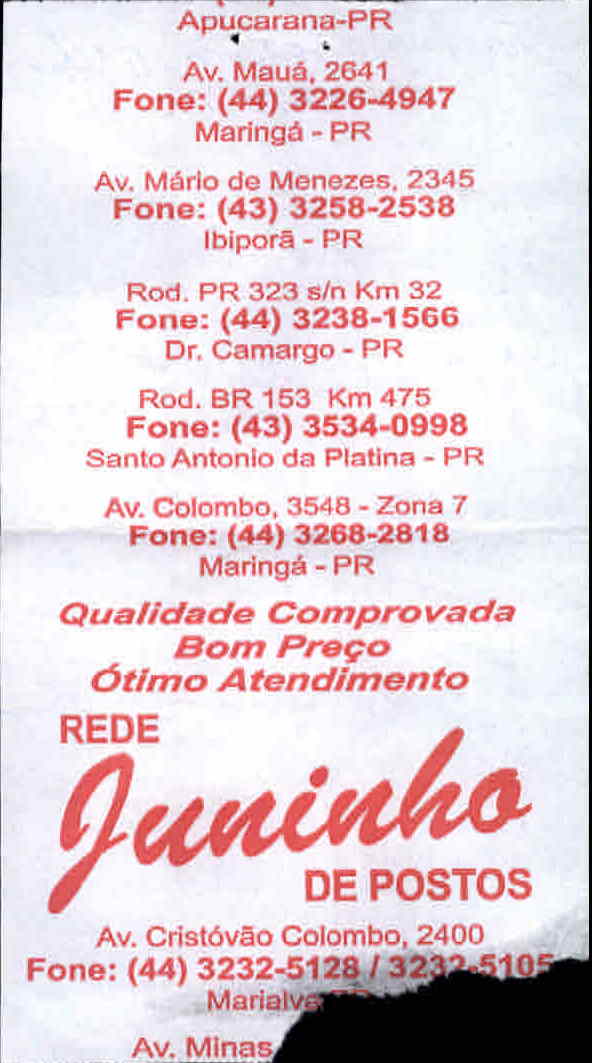 Apucarana-PR
Av. Mauá, 2641
Fone: (44) 3226-4947
Maringá - PR
Av. Mário de Menezes, 2345
Fone: (43) 3258-2538
Ibiporã - PR
Rod. PR 323 s/n Km 32
Fone: (44) 3238-1566
Dr. Camargo - PR
Rod. BR 153 Km 475
Fone: (43) 3534-0998
Santo Antonio da Platina - PR
Av. Colombo, 3548 - Zona 7
Fone: (44) 3268-2818
Maringá - PR
Qualidade Comprovada
Bom Preço
Ótimo Atendimento
REDE
Juninho
DE POSTOS
Av. Cristóvão Colombo, 2400
Fone: (44) 3232-5128 / 3232-5105
Marialva
Av. Minas